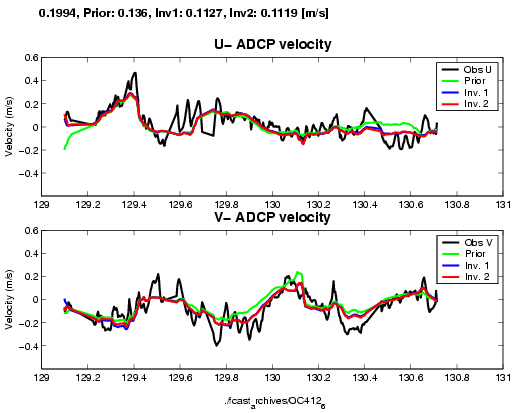 0.1994, Prior: 0.136, Inv1: 0.1127, Inv2: 0.1119 [m/s]
U- ADCP velocity
Velocity (m/s)
0.6
0.4
0.2
0
-0.2
-0.4
Obs U
Prior
Inv. 1
Inv. 2
129 129.2 129.4 129.6 129.8 130 130.2 130.4 130.6 130.8 131
V- ADCP velocity
Velocity (m/s)
0.6
0.4
0.2
0
-0.2
-0.4
Obs V
Prior
Inv. 1
Inv. 2
129 129.2 129.4 129.6 129.8 130 130.2 130.4 130.6 130.8 131
./fcastarchives/OC4126